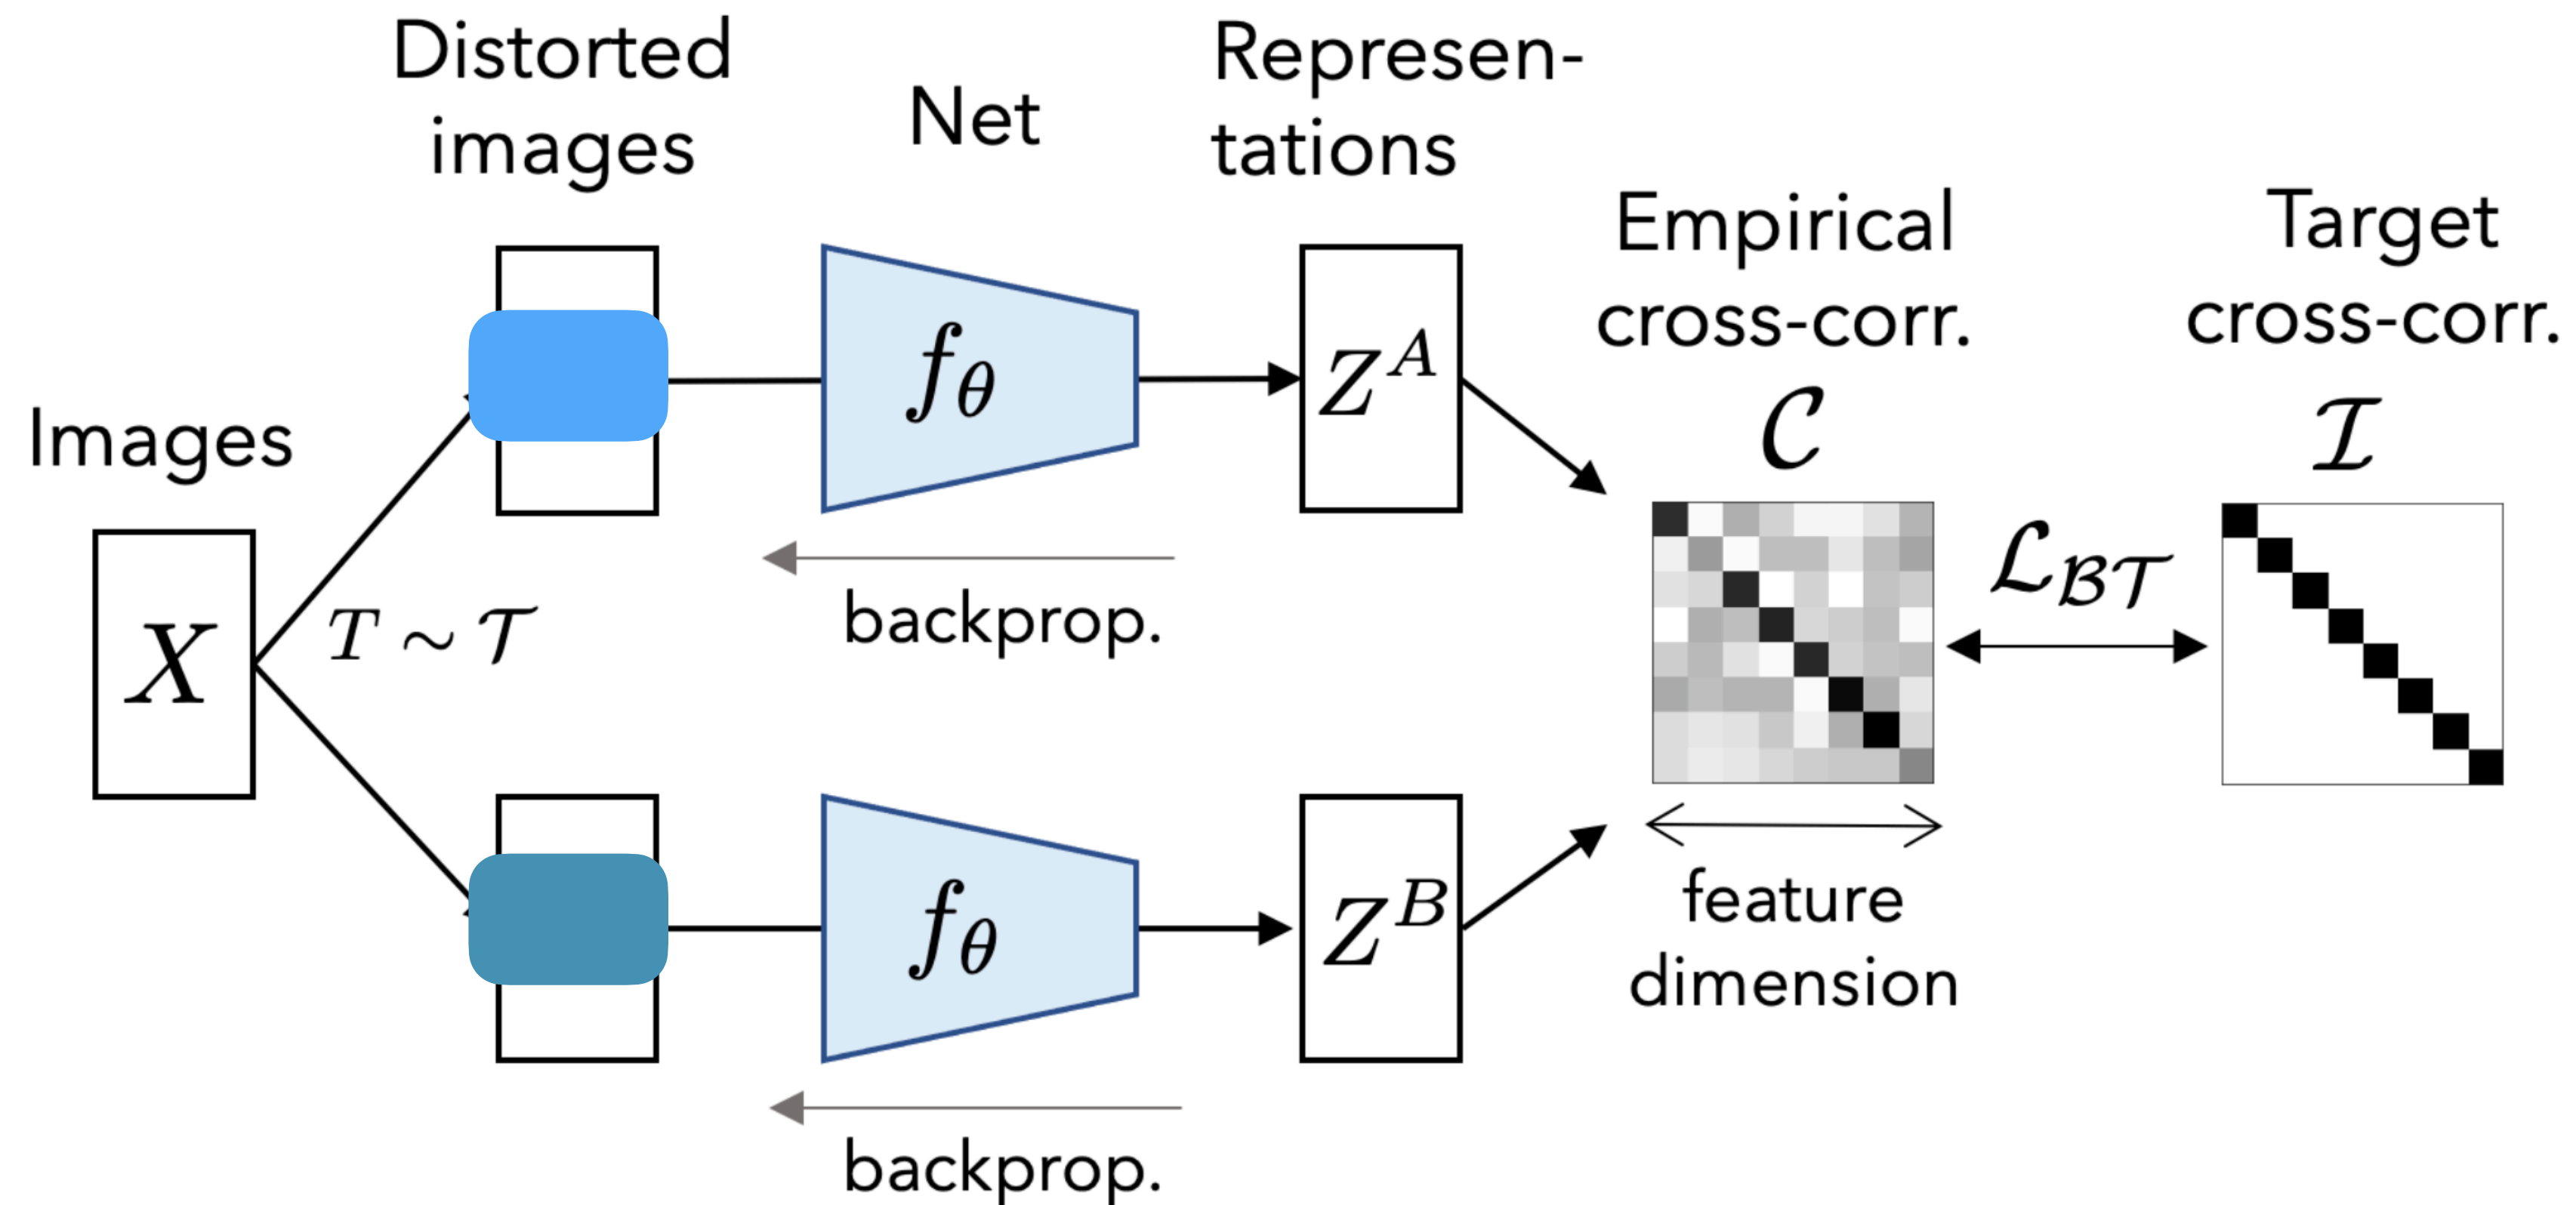 Distorted
images
Net
Represen-
tations
Empirical
cross-corr.
Target
cross-corr.
Images
X
T ~ 𝒯
f_θ
Z^A
𝒞
ℐ
backprop.
ℒ_ℬ𝒯
f_θ
Z^B
feature
dimension
backprop.